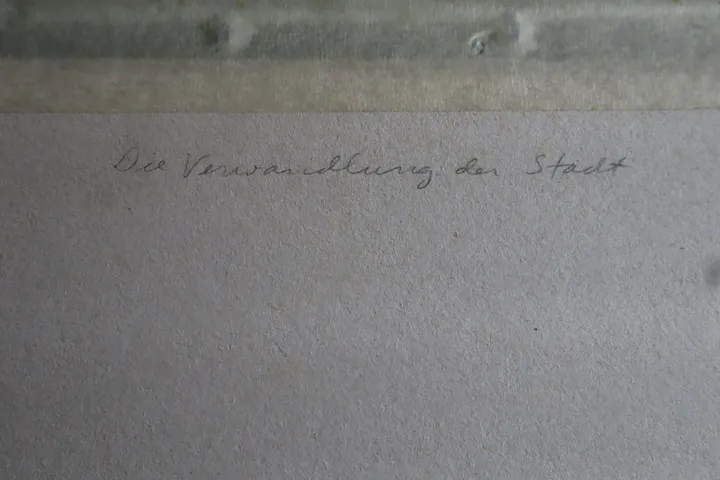 Die Verwandlung der Stadt